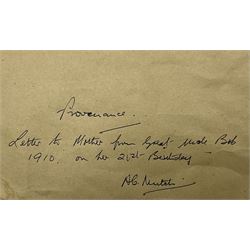 Provenance.
Letter to Mother from Great Uncle Bob
1910, on her 21st Birthday